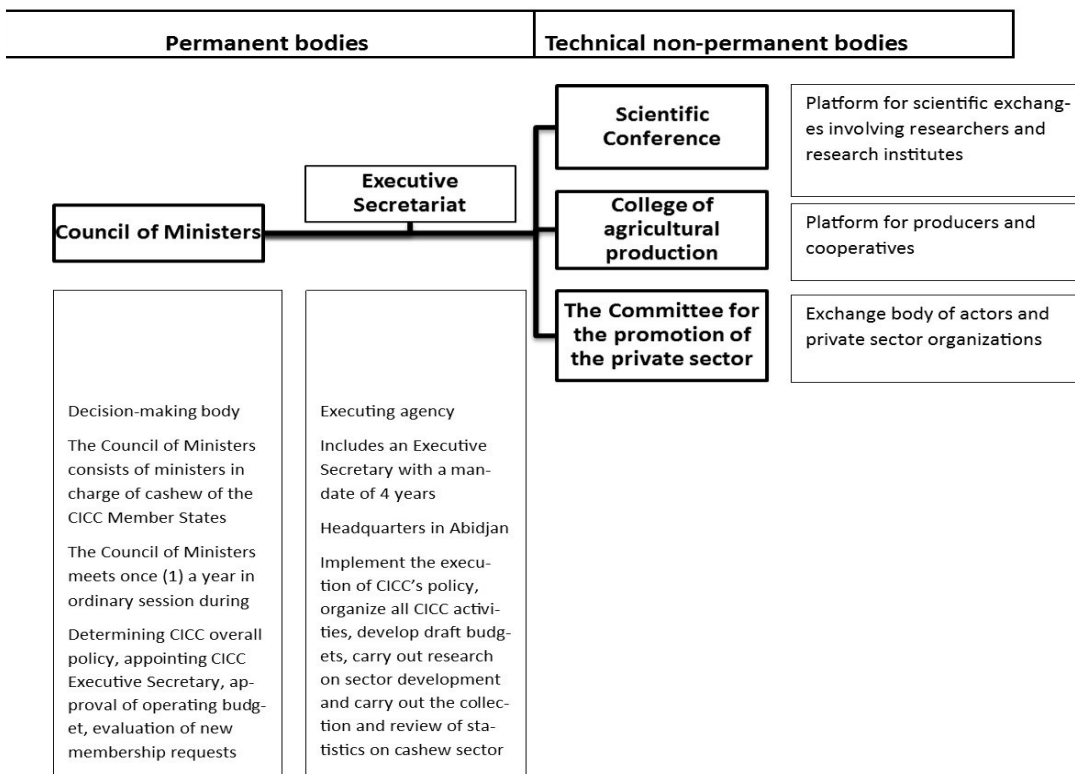 Permanent bodies
Technical non-permanent bodies
Council of Ministers
Executive
Secretariat
Scientific
Conference
Platform for scientific exchang-
es involving researchers and
research institutes
College of
agricultural
production
Platform for producers and
cooperatives
The Committee for
the promotion of
the private sector
Exchange body of actors and
private sector organizations
Decision-making body
The Council of Ministers
consists of ministers in
charge of cashew of the
CICC Member States
The Council of Ministers
meets once (1) a year in
ordinary session during
Determining CICC overall
policy, appointing CICC
Executive Secretary, ap-
proval of operating budg-
et, evaluation of new
membership requests
Executing agency
Includes an Executive
Secretary with a man-
date of 4 years
Headquarters in Abidjan
Implement the execu-
tion of CICC’s policy,
organize all CICC activi-
ties, develop draft budg-
ets, carry out research
on sector development
and carry out the collec-
tion and review of sta-
tistics on cashew sector